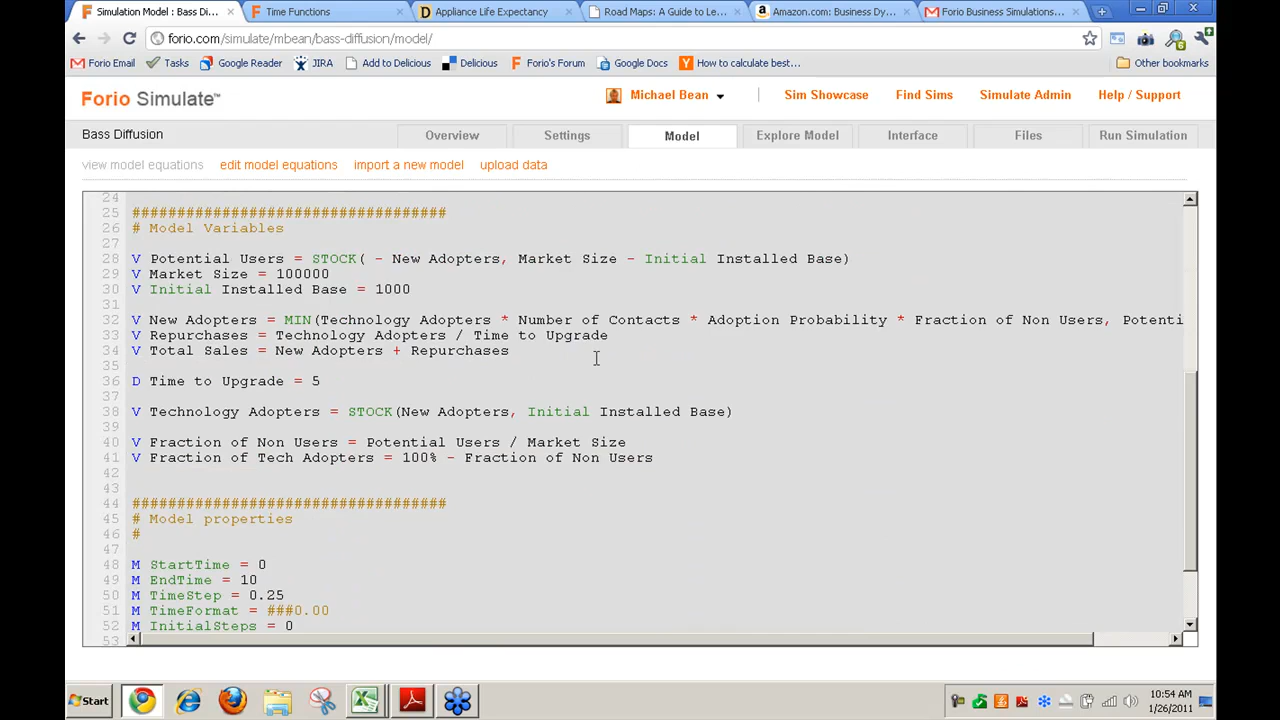 Simulation Model : Bass Di...
Time Functions
Appliance Life Expectancy
Road Maps: A Guide to Le...
Amazon.com: Business Dy...
Forio Business Simulations...
forio.com/simulate/mbean/bass-diffusion/model/
Forio Email
Tasks
Google Reader
JIRA
Add to Delicious
Delicious
Forio's Forum
Google Docs
How to calculate best...
Other bookmarks
Forio Simulate™
Michael Bean
Sim Showcase
Find Sims
Simulate Admin
Help / Support
Bass Diffusion
Overview
Settings
Model
Explore Model
Interface
Files
Run Simulation
view model equations
edit model equations
import a new model
upload data
24
25 ###################################
26 # Model Variables
27
28 V Potential Users = STOCK( - New Adopters, Market Size - Initial Installed Base)
29 V Market Size = 100000
30 V Initial Installed Base = 1000
31
32 V New Adopters = MIN(Technology Adopters * Number of Contacts * Adoption Probability * Fraction of Non Users, Potenti
33 V Repurchases = Technology Adopters / Time to Upgrade
34 V Total Sales = New Adopters + Repurchases
35
36 D Time to Upgrade = 5
37
38 V Technology Adopters = STOCK(New Adopters, Initial Installed Base)
39
40 V Fraction of Non Users = Potential Users / Market Size
41 V Fraction of Tech Adopters = 100% - Fraction of Non Users
42
43
44 ###################################
45 # Model properties
46 #
47
48 M StartTime = 0
49 M EndTime = 10
50 M TimeStep = 0.25
51 M TimeFormat = ###0.00
52 M InitialSteps = 0
53
Start
10:54 AM
1/26/2011